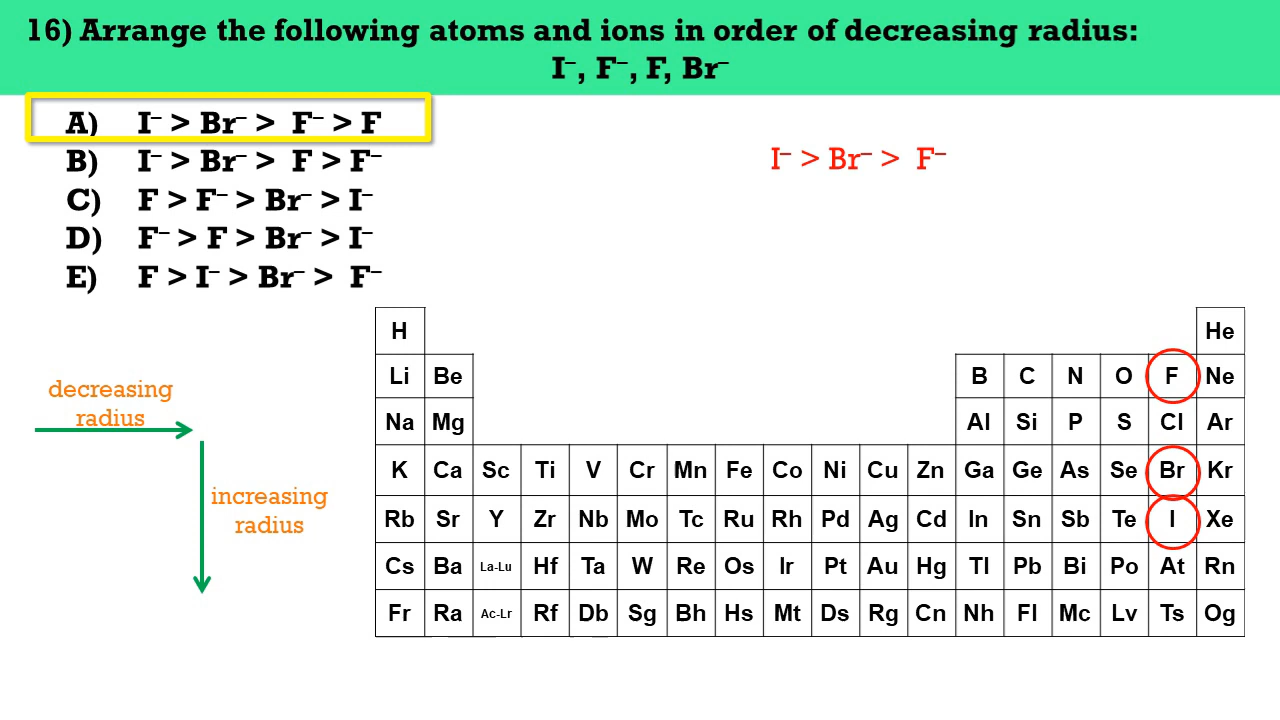 16) Arrange the following atoms and ions in order of decreasing radius:
I⁻, F⁻, F, Br⁻
A) I⁻ > Br⁻ > F⁻ > F
B) I⁻ > Br⁻ > F > F⁻
C) F > F⁻ > Br⁻ > I⁻
D) F⁻ > F > Br⁻ > I⁻
E) F > I⁻ > Br⁻ > F⁻
I⁻ > Br⁻ > F⁻
decreasing
radius
increasing
radius
H He
Li Be B C N O F Ne
Na Mg Al Si P S Cl Ar
K Ca Sc Ti V Cr Mn Fe Co Ni Cu Zn Ga Ge As Se Br Kr
Rb Sr Y Zr Nb Mo Tc Ru Rh Pd Ag Cd In Sn Sb Te I Xe
Cs Ba La-Lu Hf Ta W Re Os Ir Pt Au Hg Tl Pb Bi Po At Rn
Fr Ra Ac-Lr Rf Db Sg Bh Hs Mt Ds Rg Cn Nh Fl Mc Lv Ts Og